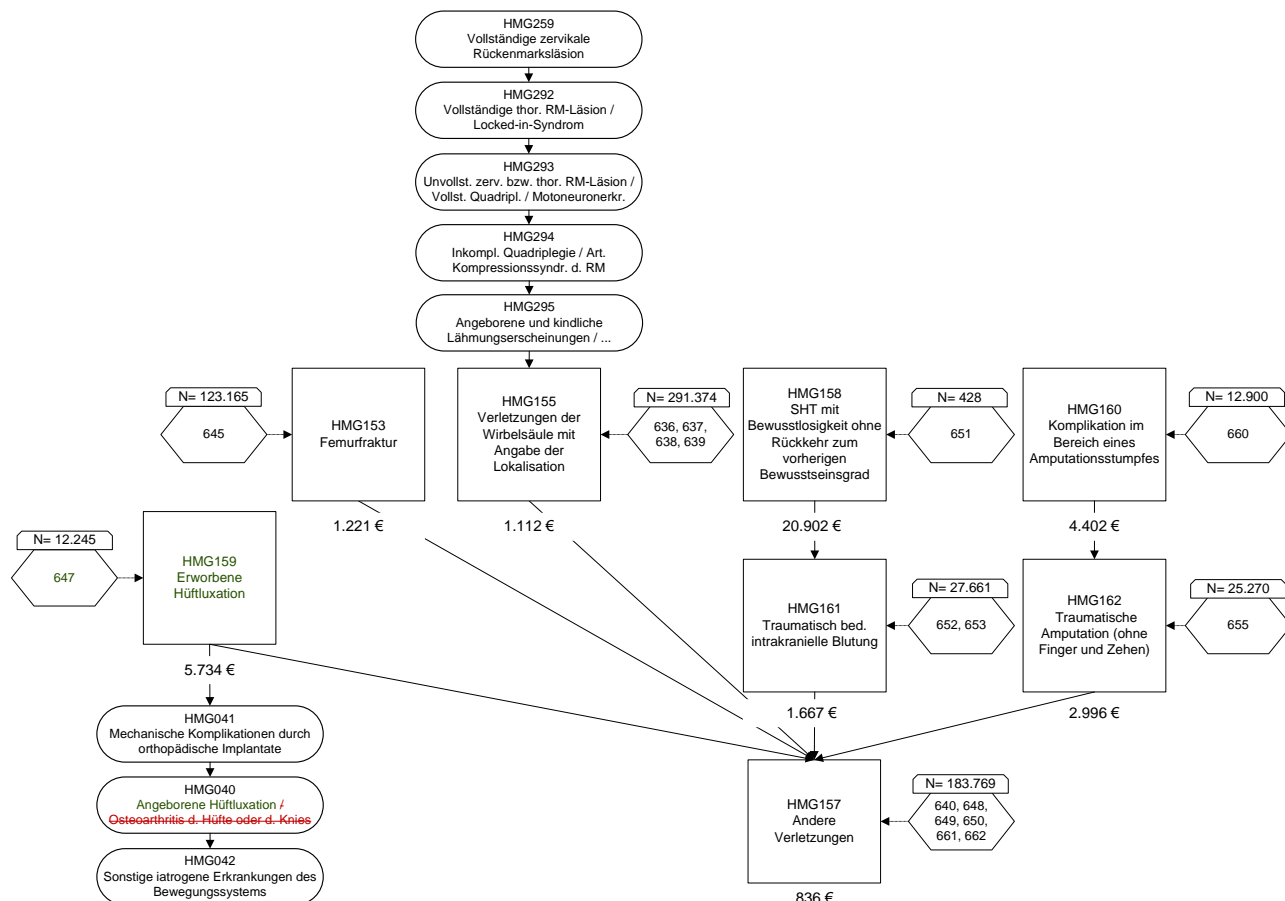 HMG259
Vollständige zervikale
Rückenmarksläsion
HMG292
Vollständige thor. RM-Läsion /
Locked-in-Syndrom
HMG293
Unvollst. zerv. bzw. thor. RM-Läsion /
Vollst. Quadripl. / Motoneuronerkr.
HMG294
Inkompl. Quadriplegie / Art.
Kompressionssyndr. d. RM
HMG295
Angeborene und kindliche
Lähmungserscheinungen / ...
N= 123.165
645
HMG153
Femurfraktur
1.221 €
HMG155
Verletzungen der
Wirbelsäule mit
Angabe der
Lokalisation
1.112 €
N= 291.374
636, 637,
638, 639
HMG158
SHT mit
Bewusstlosigkeit ohne
Rückkehr zum
vorherigen
Bewusstseinsgrad
20.902 €
N= 428
651
HMG160
Komplikation im
Bereich eines
Amputationsstumpfes
4.402 €
N= 12.900
660
N= 12.245
647
HMG159
Erworbene
Hüftluxation
5.734 €
HMG161
Traumatisch bed.
intrakranielle Blutung
1.667 €
N= 27.661
652, 653
HMG162
Traumatische
Amputation (ohne
Finger und Zehen)
2.996 €
N= 25.270
655
HMG041
Mechanische Komplikationen durch
orthopädische Implantate
HMG040
Angeborene Hüftluxation /
Osteoarthritis d. Hüfte oder d. Knies
HMG042
Sonstige iatrogene Erkrankungen des
Bewegungssystems
HMG157
Andere
Verletzungen
836 €
N= 183.769
640, 648,
649, 650,
661, 662